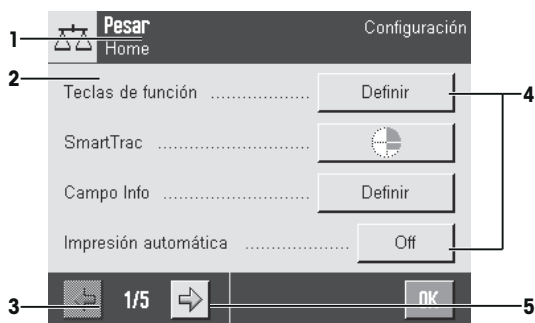 1
Pesar
Home
Configuración
2
Teclas de función .................. Definir
4
SmartTrac ..........................
Campo Info ......................... Definir
Impresión automática .................. Off
3
1/5
OK
5